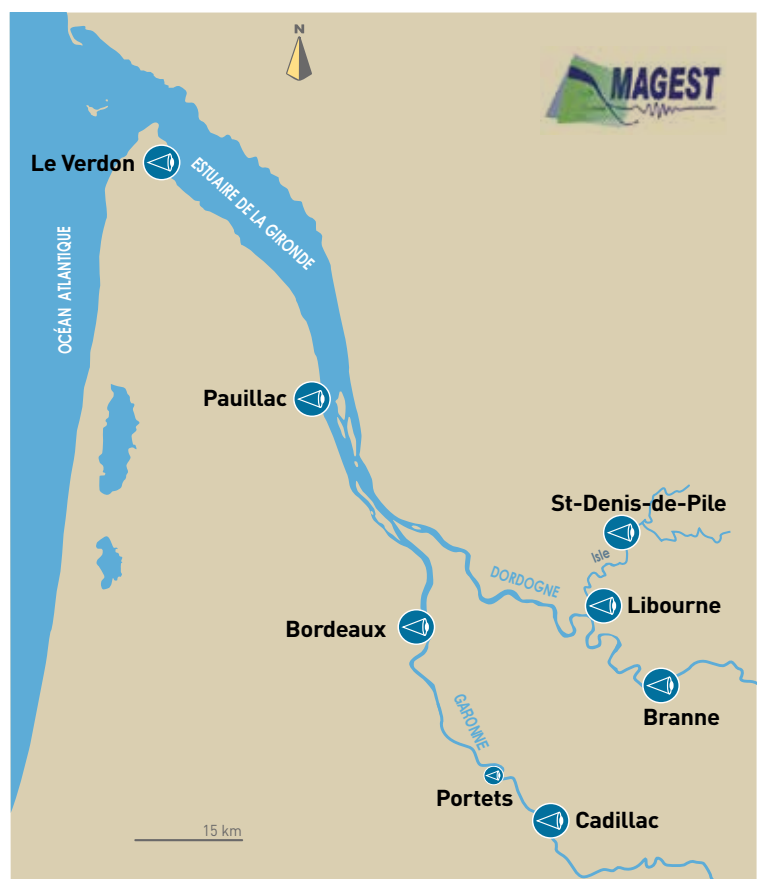 N
MAGEST
Le Verdon
ESTUAIRE DE LA GIRONDE
OCÉAN ATLANTIQUE
Pauillac
St-Denis-de-Pile
Isle
DORDOGNE
Libourne
Bordeaux
Branne
GARONNE
Portets
Cadillac
15 km